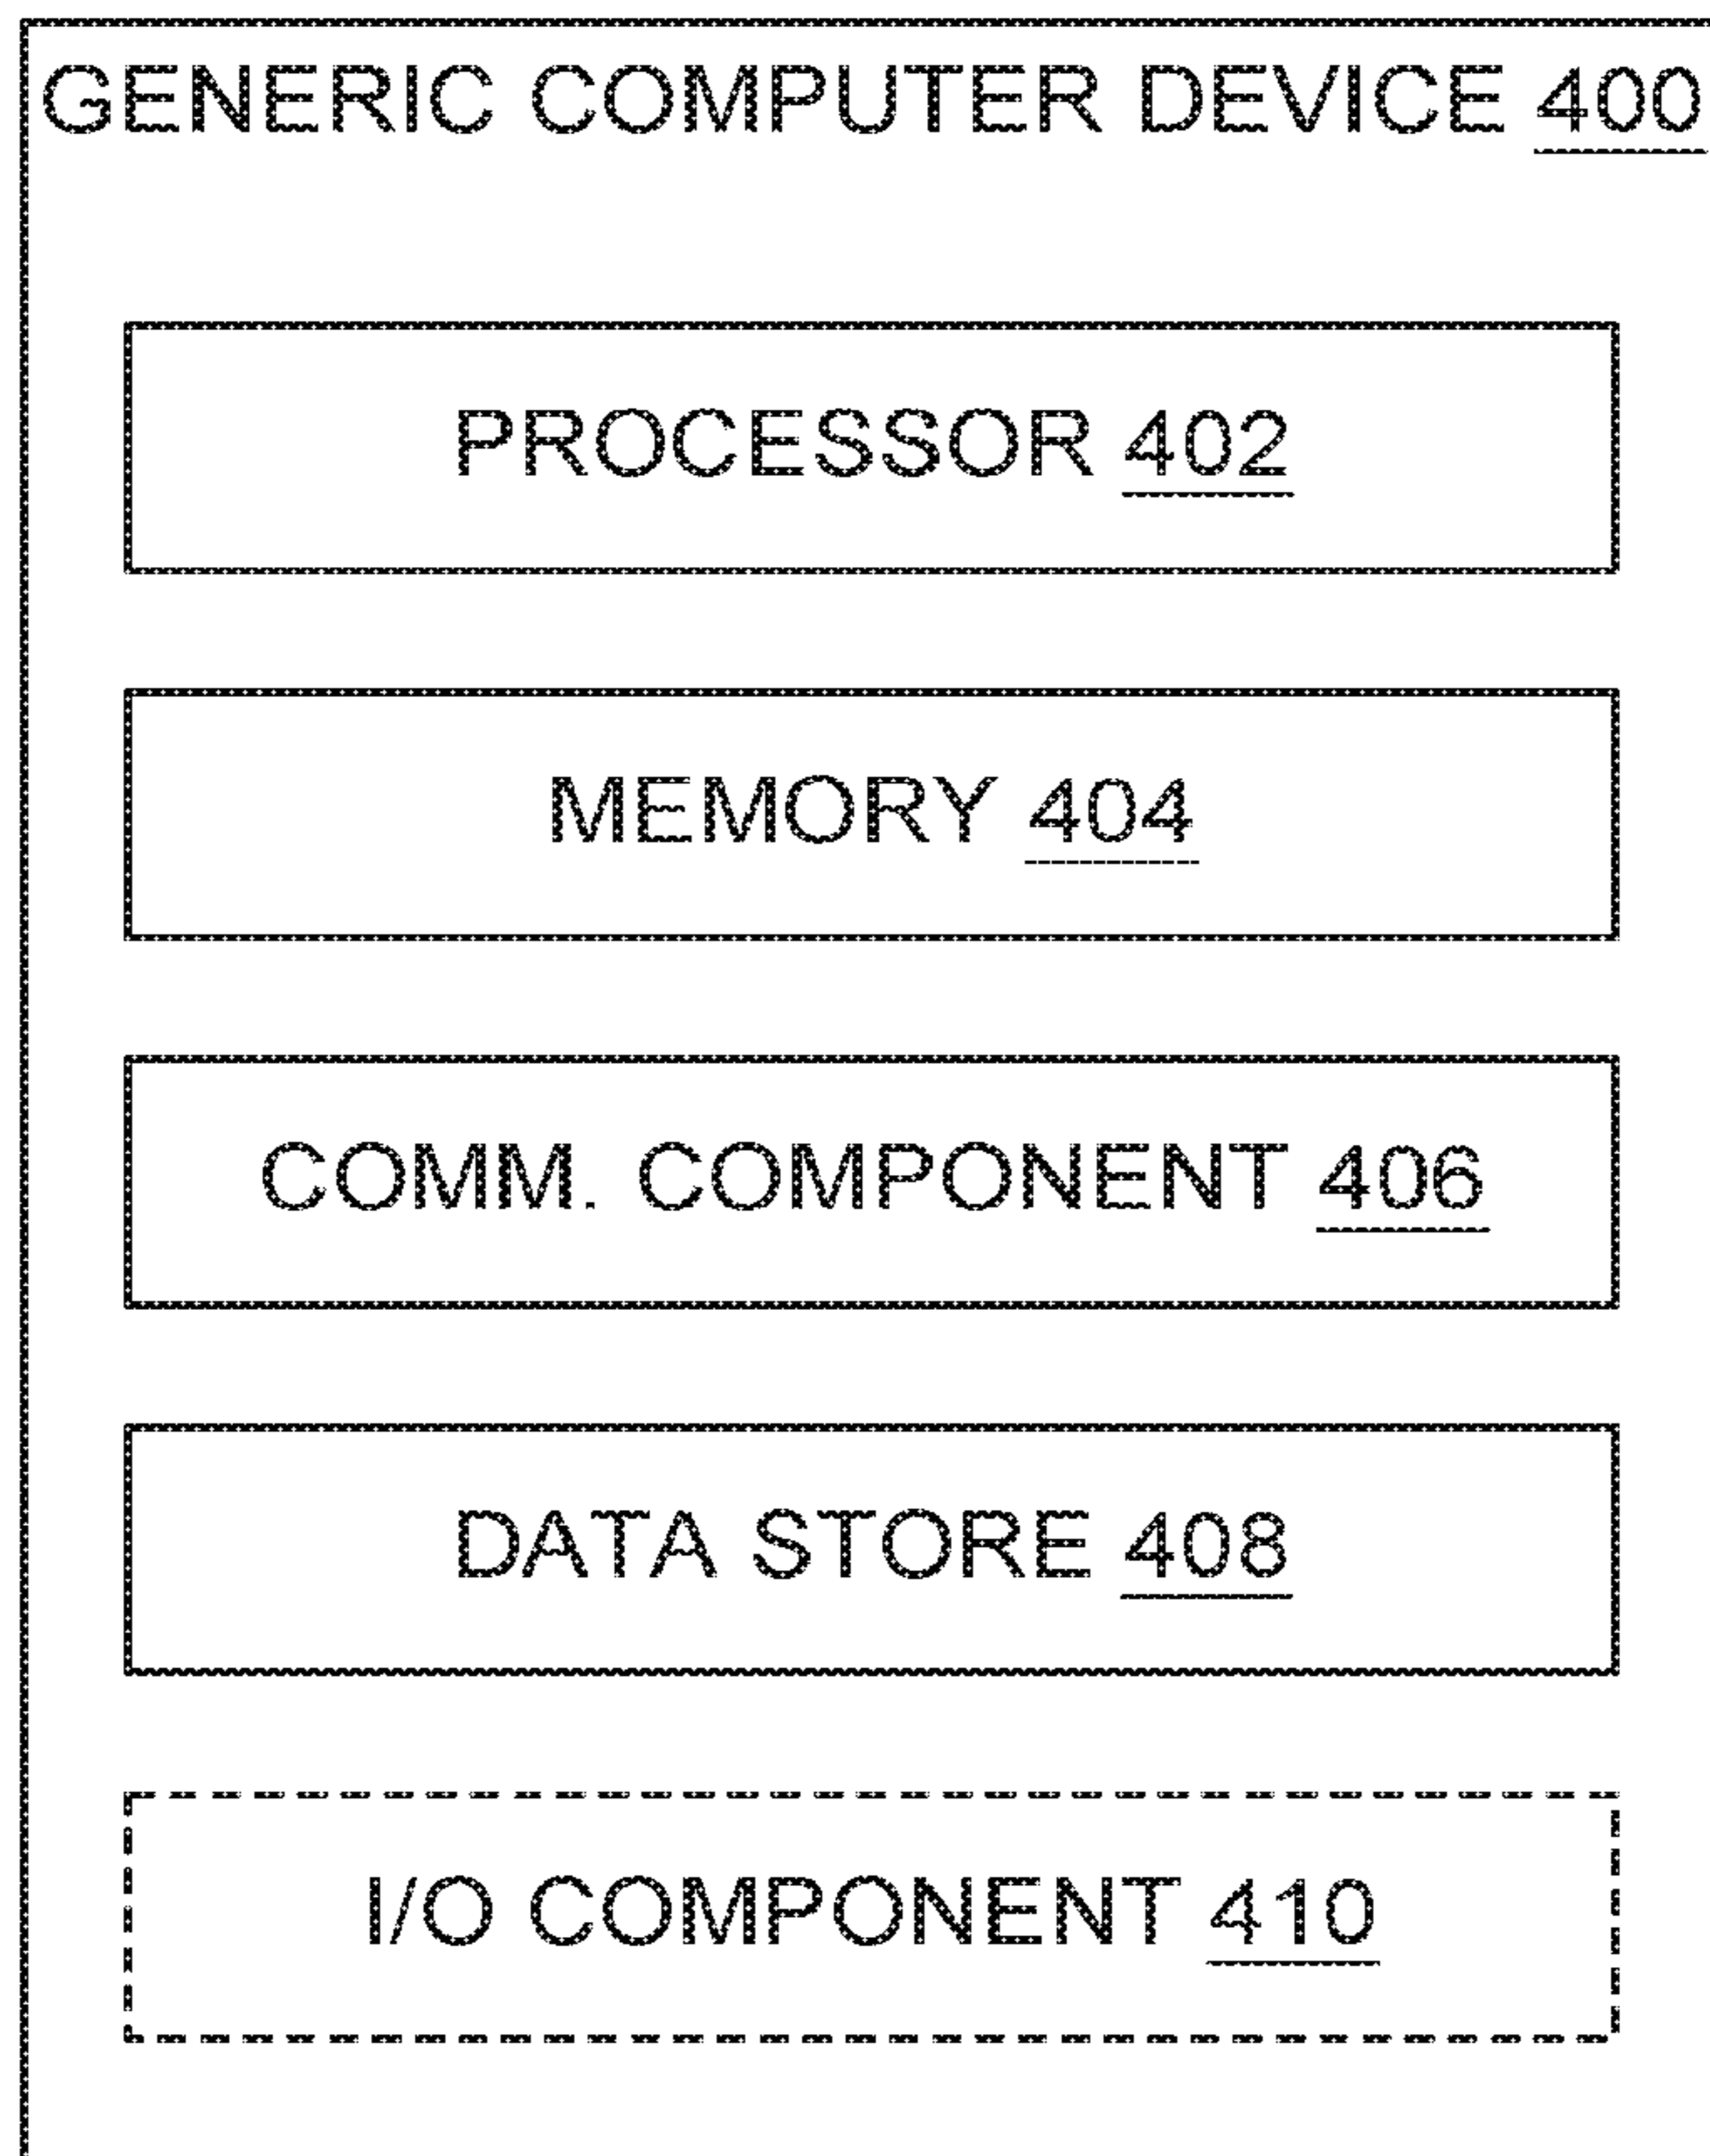 GENERIC COMPUTER DEVICE 400
PROCESSOR 402
MEMORY 404
COMM. COMPONENT 406
DATA STORE 408
I/O COMPONENT 410